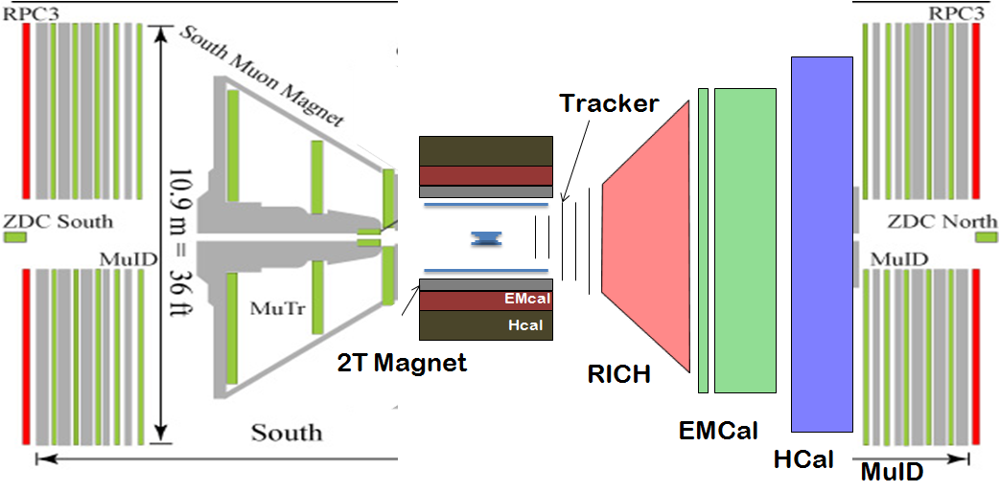 RPC3
South Muon Magnet
10.9 m = 36 ft
ZDC South
MuID
MuTr
South
Tracker
EMcal
Hcal
2T Magnet
RICH
EMCal
HCal
MuID
RPC3
ZDC North
MuID